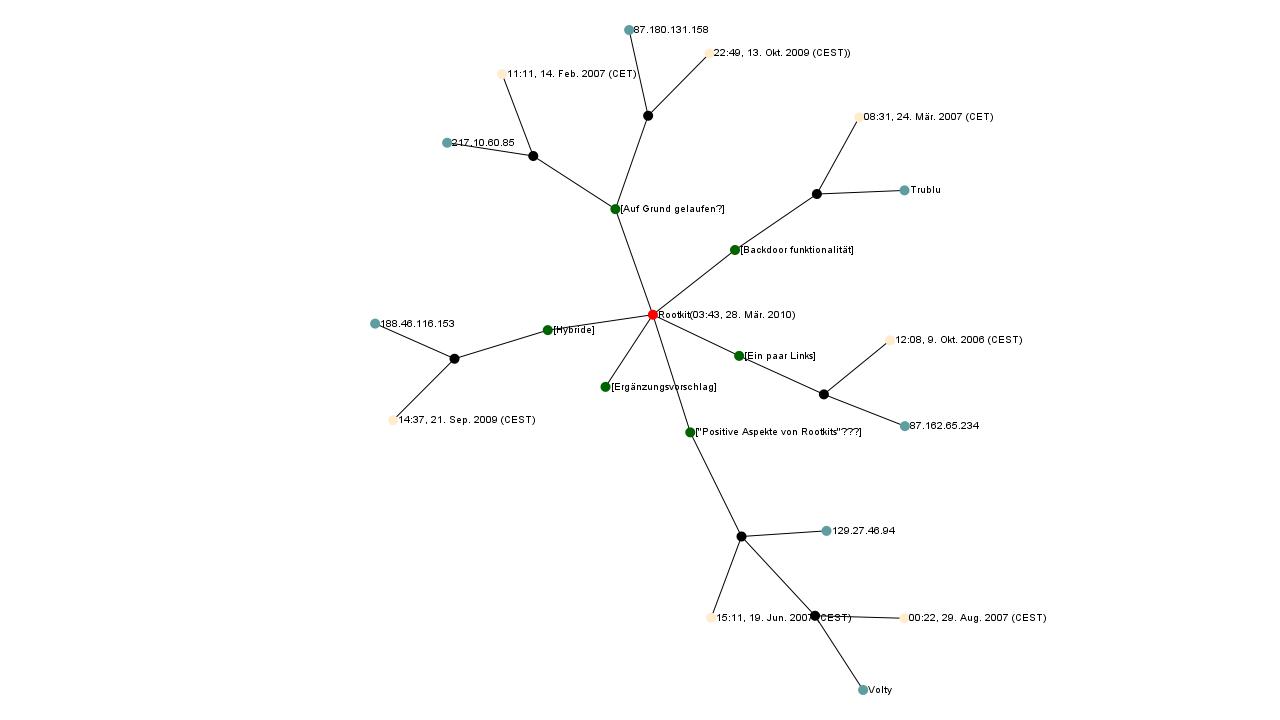 87.180.131.158
22:49, 13. Okt. 2009 (CEST))
11:11, 14. Feb. 2007 (CET)
08:31, 24. Mär. 2007 (CET)
217.10.60.85
Trublu
[Auf Grund gelaufen?]
[Backdoor funktionalität]
Rootkit(03:43, 28. Mär. 2010)
188.46.116.153
[Hybride]
12:08, 9. Okt. 2006 (CEST)
[Ein paar Links]
[Ergänzungsvorschlag]
14:37, 21. Sep. 2009 (CEST)
87.162.65.234
["Positive Aspekte von Rootkits"???]
129.27.46.94
15:11, 19. Jun. 2007 (CEST)
00:22, 29. Aug. 2007 (CEST)
Volty